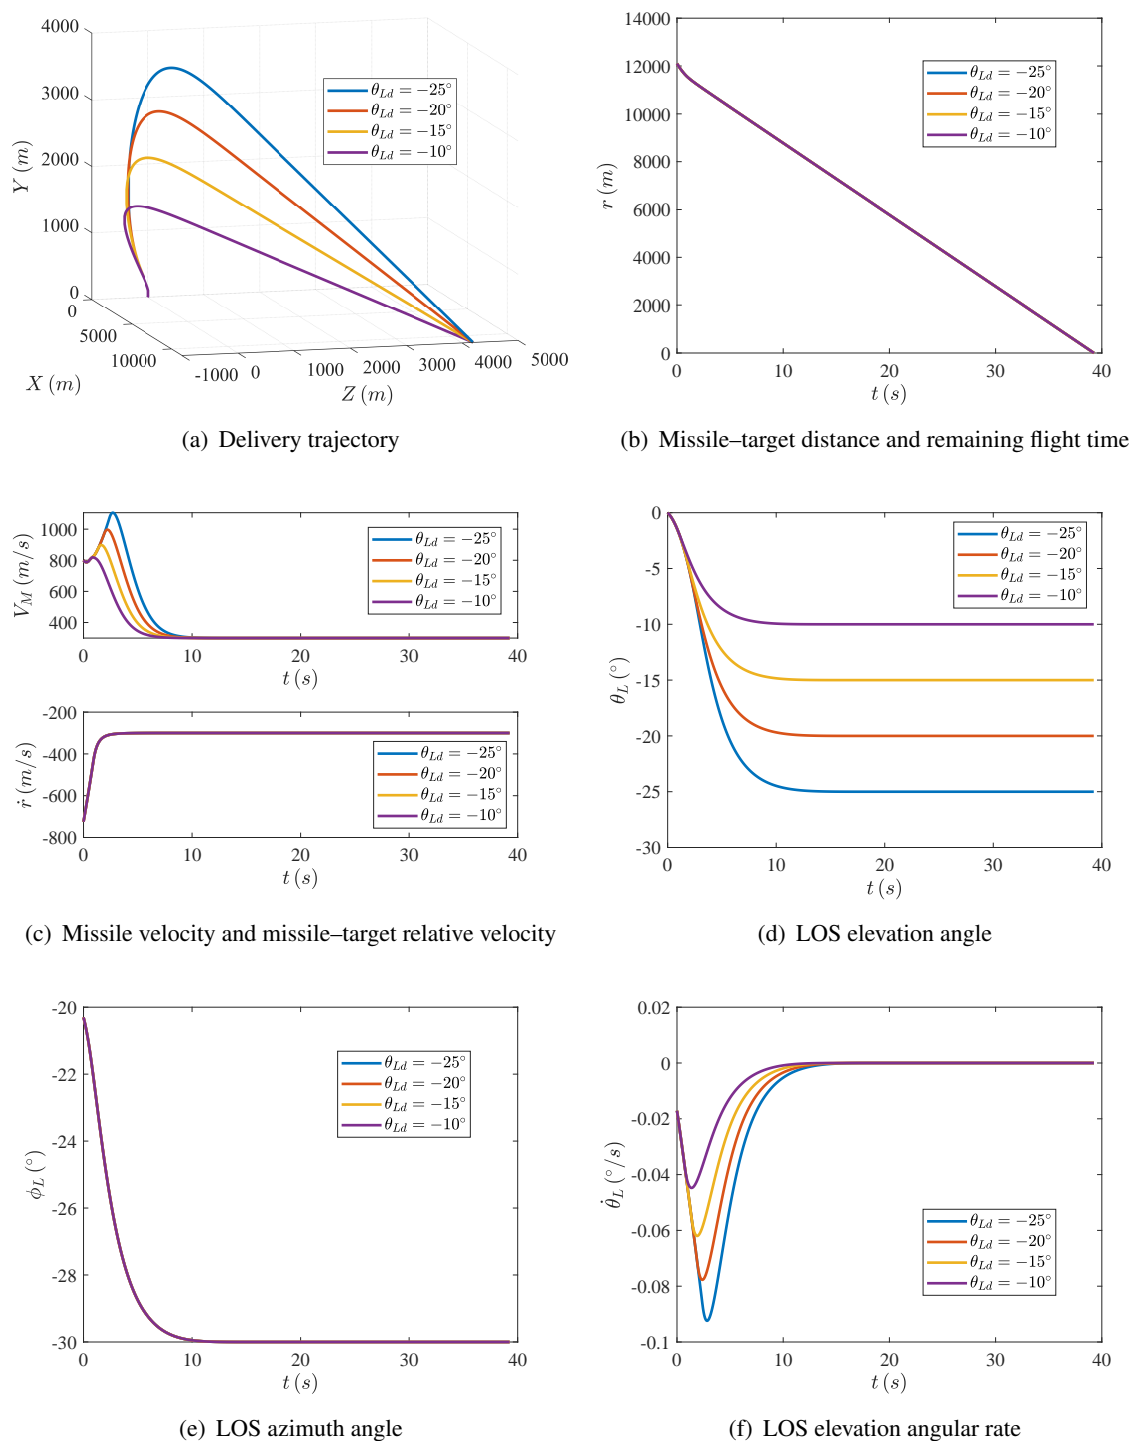 4000
3000
2000
1000
0
Y (m)
0
5000
10000
X (m)
-1000
0
1000
2000
3000
4000
5000
Z (m)
θ_Ld = −25°
θ_Ld = −20°
θ_Ld = −15°
θ_Ld = −10°
(a) Delivery trajectory
14000
12000
10000
8000
6000
4000
2000
0
r (m)
0 10 20 30 40
t (s)
θ_Ld = −25°
θ_Ld = −20°
θ_Ld = −15°
θ_Ld = −10°
(b) Missile–target distance and remaining flight time
1000
800
600
400
V_M (m/s)
0 10 20 30 40
t (s)
θ_Ld = −25°
θ_Ld = −20°
θ_Ld = −15°
θ_Ld = −10°
-200
-400
-600
-800
ṙ (m/s)
0 10 20 30 40
t (s)
θ_Ld = −25°
θ_Ld = −20°
θ_Ld = −15°
θ_Ld = −10°
(c) Missile velocity and missile–target relative velocity
0
-5
-10
-15
-20
-25
-30
θ_L (°)
0 10 20 30 40
t (s)
θ_Ld = −25°
θ_Ld = −20°
θ_Ld = −15°
θ_Ld = −10°
(d) LOS elevation angle
-20
-22
-24
-26
-28
-30
ϕ_L (°)
0 10 20 30 40
t (s)
θ_Ld = −25°
θ_Ld = −20°
θ_Ld = −15°
θ_Ld = −10°
(e) LOS azimuth angle
0.02
0
-0.02
-0.04
-0.06
-0.08
-0.1
θ̇_L (°/s)
0 10 20 30 40
t (s)
θ_Ld = −25°
θ_Ld = −20°
θ_Ld = −15°
θ_Ld = −10°
(f) LOS elevation angular rate